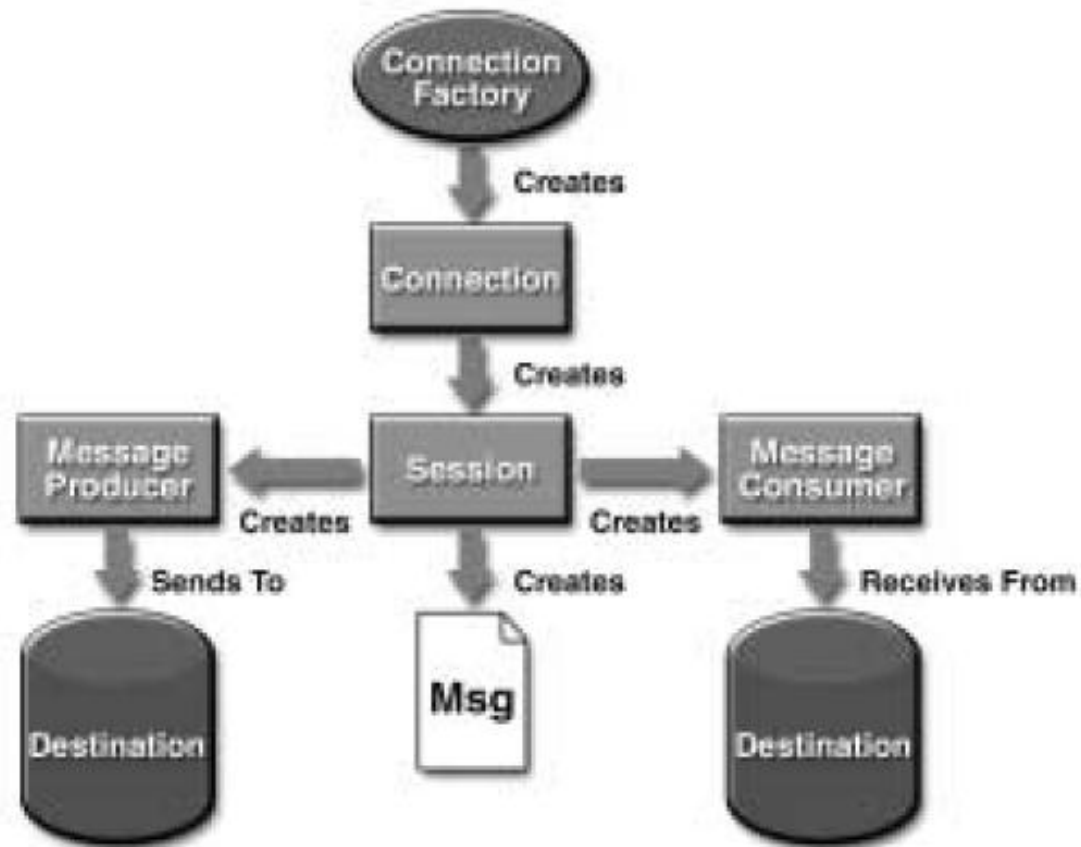 Connection
Factory
Creates
Connection
Creates
Message
Producer
Session
Message
Consumer
Creates
Creates
Sends To
Creates
Receives From
Msg
Destination
Destination